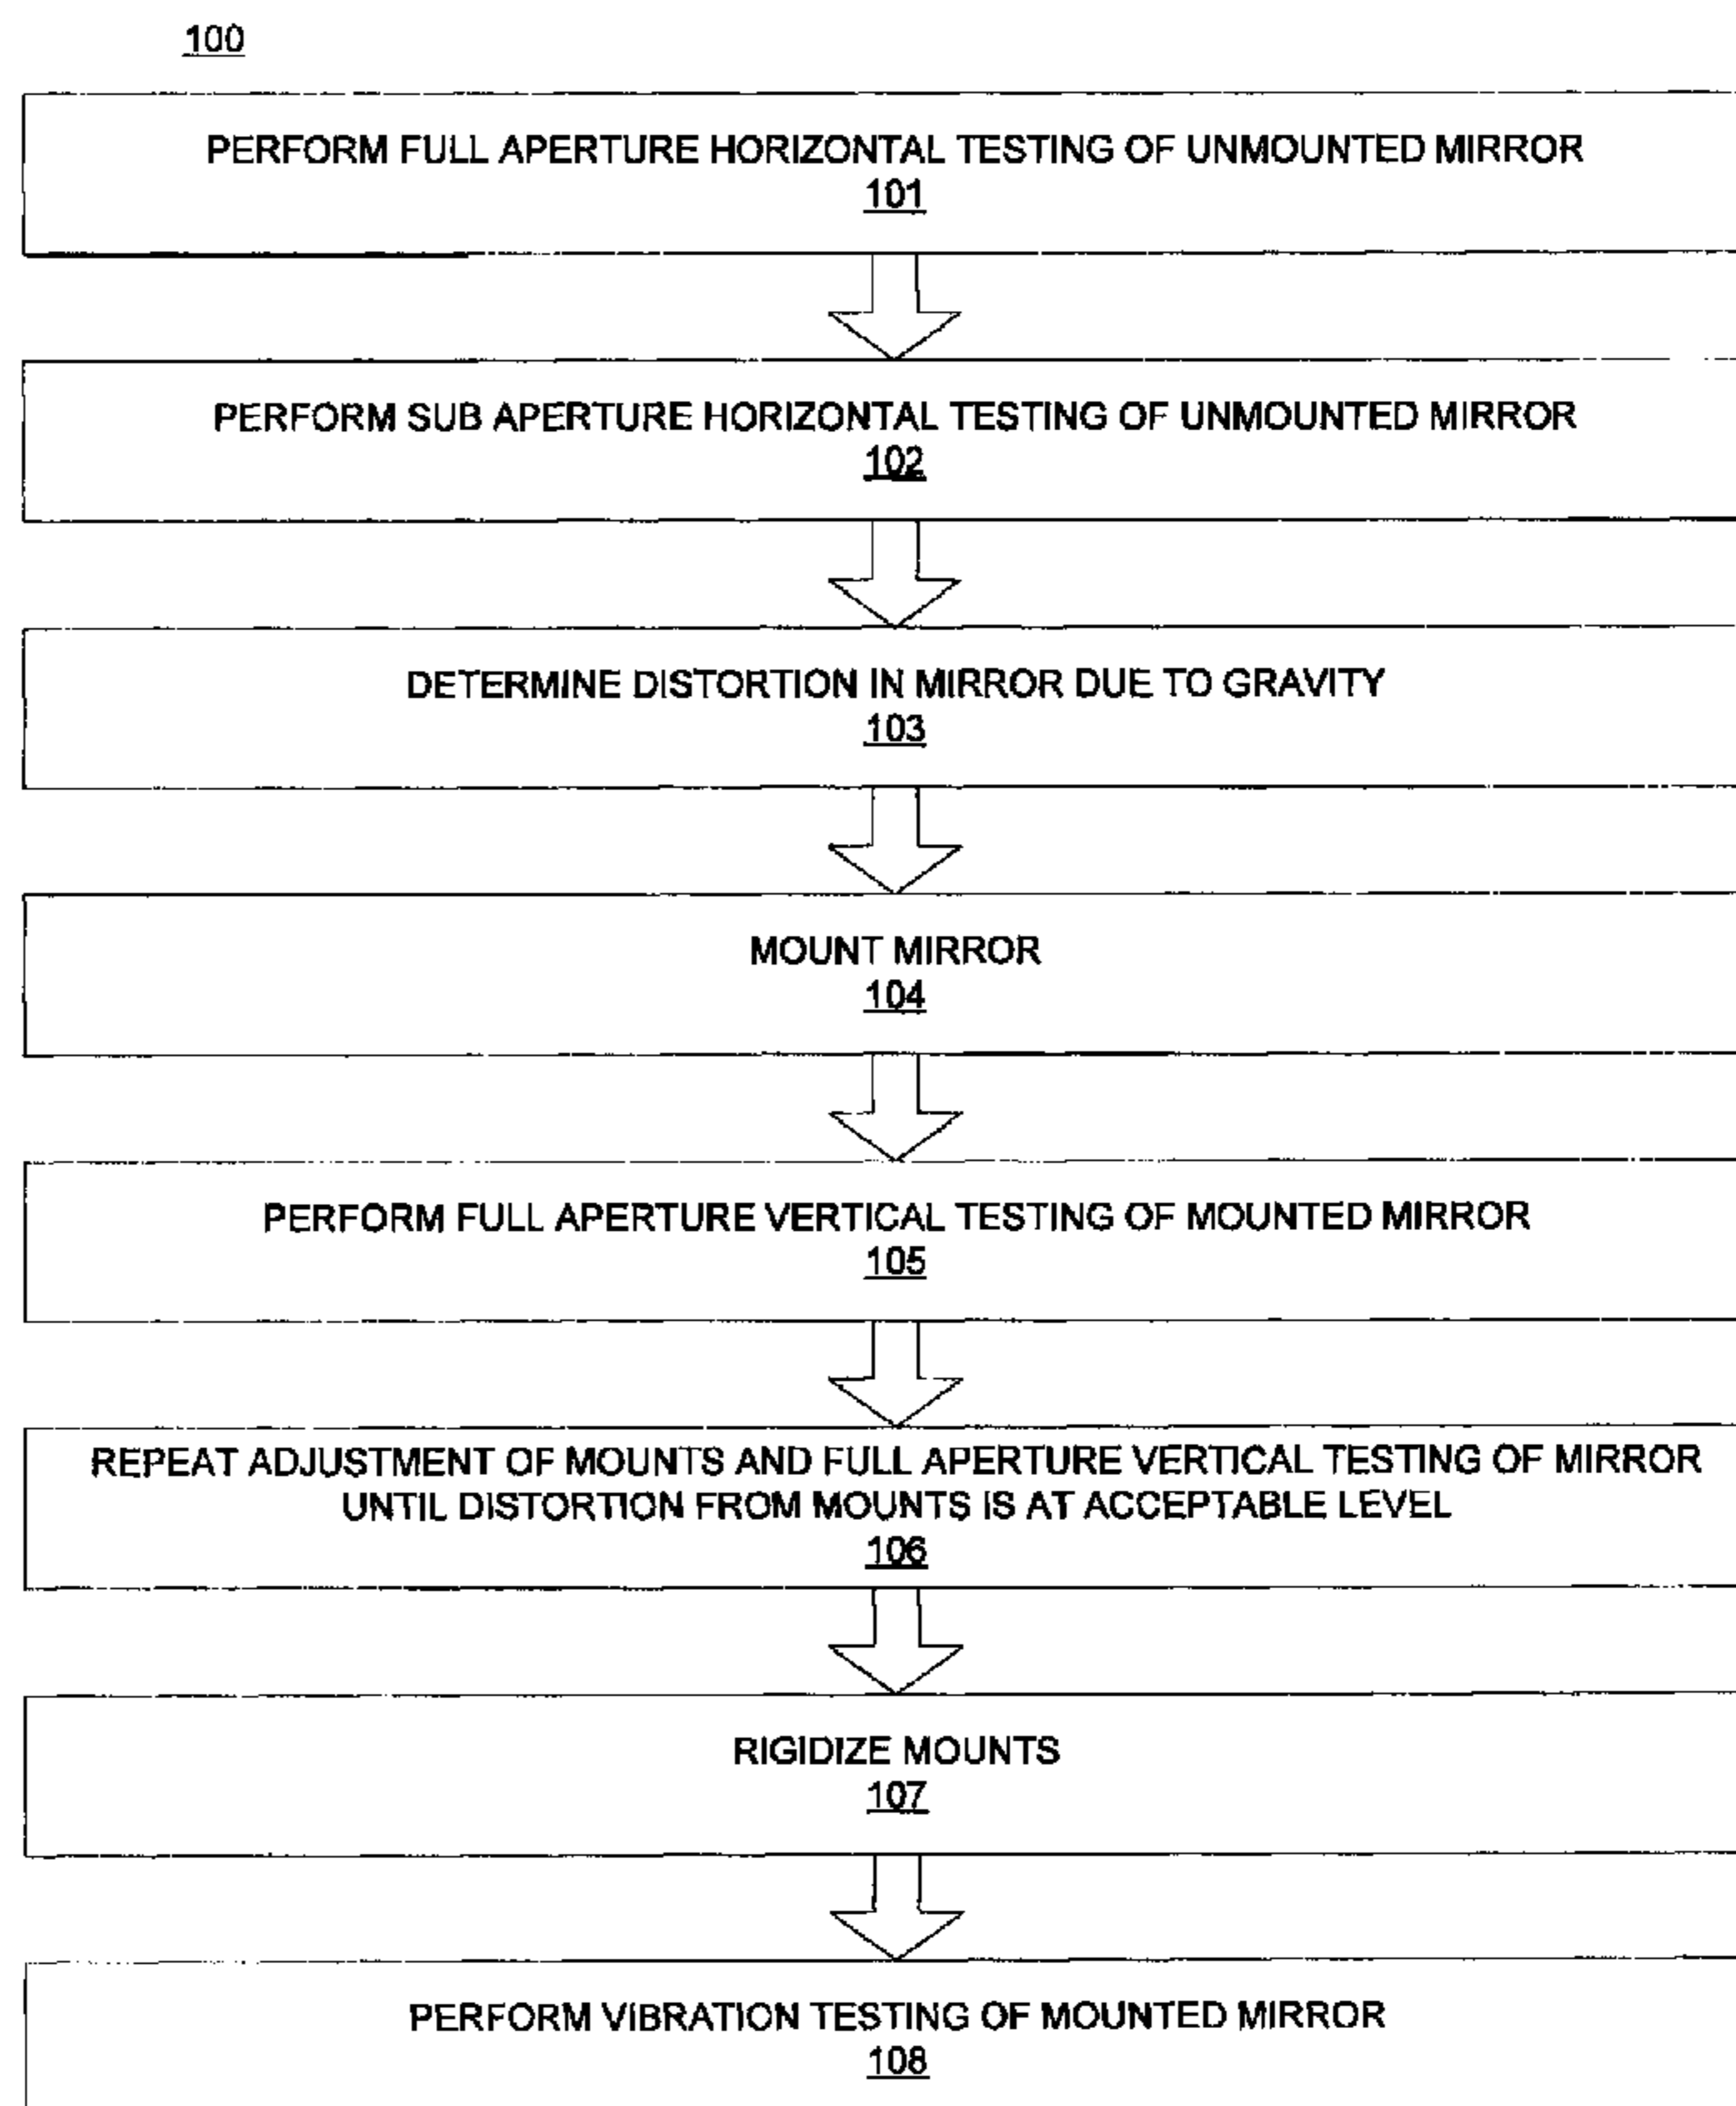 100
PERFORM FULL APERTURE HORIZONTAL TESTING OF UNMOUNTED MIRROR
101
PERFORM SUB APERTURE HORIZONTAL TESTING OF UNMOUNTED MIRROR
102
DETERMINE DISTORTION IN MIRROR DUE TO GRAVITY
103
MOUNT MIRROR
104
PERFORM FULL APERTURE VERTICAL TESTING OF MOUNTED MIRROR
105
REPEAT ADJUSTMENT OF MOUNTS AND FULL APERTURE VERTICAL TESTING OF MIRROR
UNTIL DISTORTION FROM MOUNTS IS AT ACCEPTABLE LEVEL
106
RIGIDIZE MOUNTS
107
PERFORM VIBRATION TESTING OF MOUNTED MIRROR
108